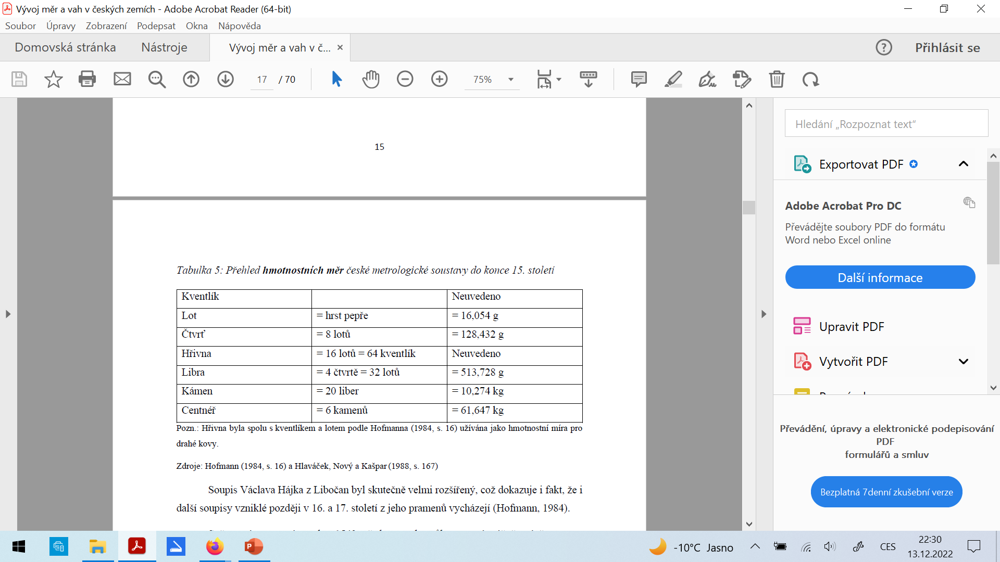 Vývoj měr a vah v českých zemích - Adobe Acrobat Reader (64-bit)
Soubor Úpravy Zobrazení Podepsat Okna Nápověda
Domovská stránka Nástroje Vývoj měr a vah v č... × ? Přihlásit se
17 / 70 75%
15
Tabulka 5: Přehled hmotnostních měr české metrologické soustavy do konce 15. století
Kventlík Neuvedeno
Lot = hrst pepře = 16,054 g
Čtvrť = 8 lotů = 128,432 g
Hřivna = 16 lotů = 64 kventlík Neuvedeno
Libra = 4 čtvrtě = 32 lotů = 513,728 g
Kámen = 20 liber = 10,274 kg
Centnéř = 6 kamenů = 61,647 kg
Pozn.: Hřivna byla spolu s kventlíkem a lotem podle Hofmanna (1984, s. 16) užívána jako hmotnostní míra pro
drahé kovy.
Zdroje: Hofmann (1984, s. 16) a Hlaváček, Nový a Kašpar (1988, s. 167)
Soupis Václava Hájka z Libočan byl skutečně velmi rozšířený, což dokazuje i fakt, že i
další soupisy vzniklé později v 16. a 17. století z jeho pramenů vycházejí (Hofmann, 1984).
Hledání „Rozpoznat text“
Exportovat PDF
Adobe Acrobat Pro DC
Převádějte soubory PDF do formátu
Word nebo Excel online
Další informace
Upravit PDF
Vytvořit PDF
Převádění, úpravy a elektronické podepisování
PDF
formulářů a smluv
Bezplatná 7denní zkušební verze
-10°C Jasno CES 22:30
13.12.2022